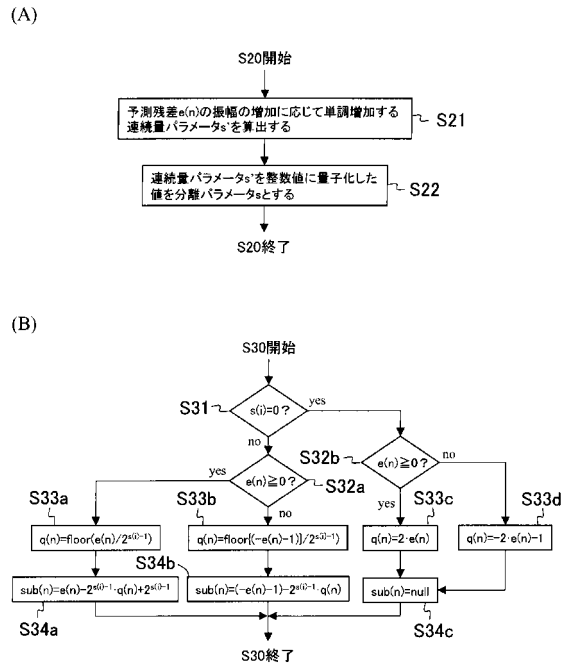 (A)
S20開始
予測残差e(n)の振幅の増加に応じて単調増加する
連続量パラメータs'を算出する
S21
連続量パラメータs'を整数値に量子化した
値を分離パラメータsとする
S22
S20終了
(B)
S30開始
S31
s(i)=0?
yes
no
S32b
e(n)≧0?
no
yes
yes
e(n)≧0?
S32a
no
S33a
S33b
S33c
S33d
q(n)=floor(e(n)/2^{s(i)-1})
q(n)=floor[(-e(n)-1)]/2^{s(i)-1})
q(n)=2·e(n)
q(n)=-2·e(n)-1
S34b
sub(n)=e(n)-2^{s(i)-1}·q(n)+2^{s(i)-1}
sub(n)=(-e(n)-1)-2^{s(i)-1}·q(n)
sub(n)=null
S34a
S34c
S30終了